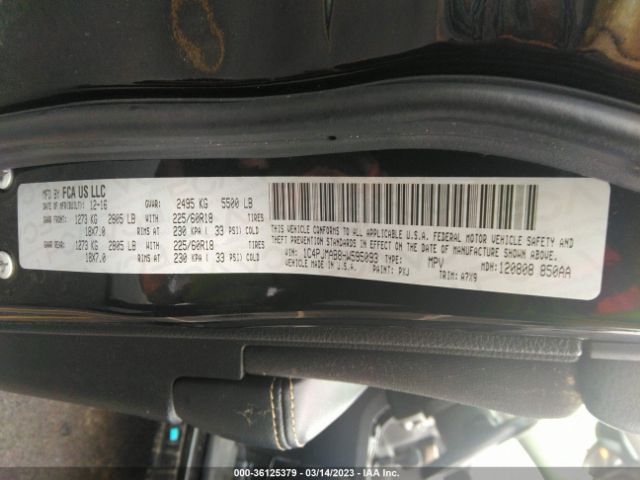 MFG BY FCA US LLC
DATE OF MFG(BUILT): 12-16 GVWR: 2495 KG 5500 LB
GAWR FRONT: 1273 KG 2805 LB WITH 225/60R18 TIRES
18X7.0 RIMS AT 230 KPA( 33 PSI) COLD
GAWR REAR: 1273 KG 2805 LB WITH 225/60R18 TIRES
18X7.0 RIMS AT 230 KPA( 33 PSI) COLD
THIS VEHICLE CONFORMS TO ALL APPLICABLE U.S.A. FEDERAL MOTOR VEHICLE SAFETY AND
THEFT PREVENTION STANDARDS IN EFFECT ON THE DATE OF MANUFACTURE SHOWN ABOVE.
VIN: TYPE: MPV MDH: 120808 850AA
VEHICLE MADE IN U.S.A. PAINT: PXJ TRIM: A7X9
000-36125379 - 03/14/2023 - IAA Inc.